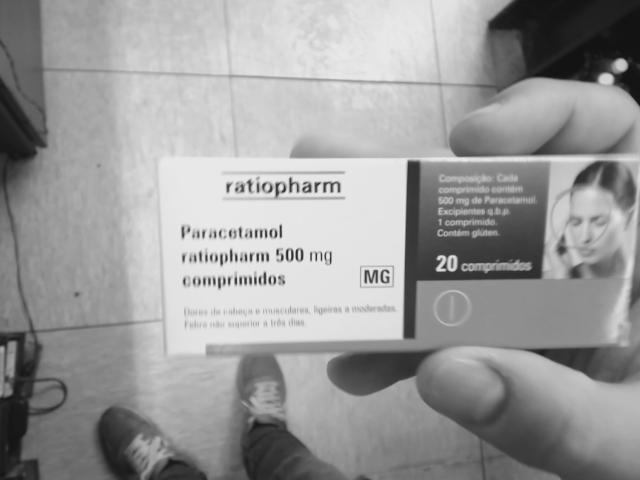 ratiopharm
Paracetamol
ratiopharm 500 mg
comprimidos
MG
Dores de cabeça e musculares, ligeiras a moderadas.
Febre não superior a três dias.
Composição: Cada
comprimido contém
500 mg de Paracetamol.
Excipientes q.b.p.
1 comprimido.
Contém glúten.
20 comprimidos